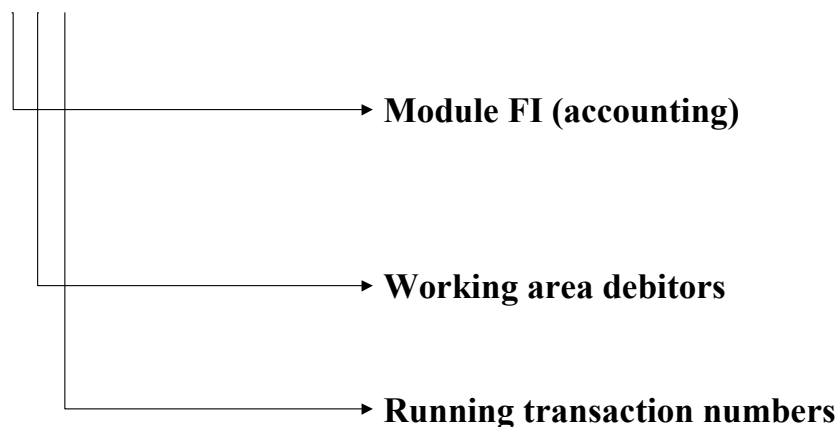 Module FI (accounting)
Working area debitors
Running transaction numbers